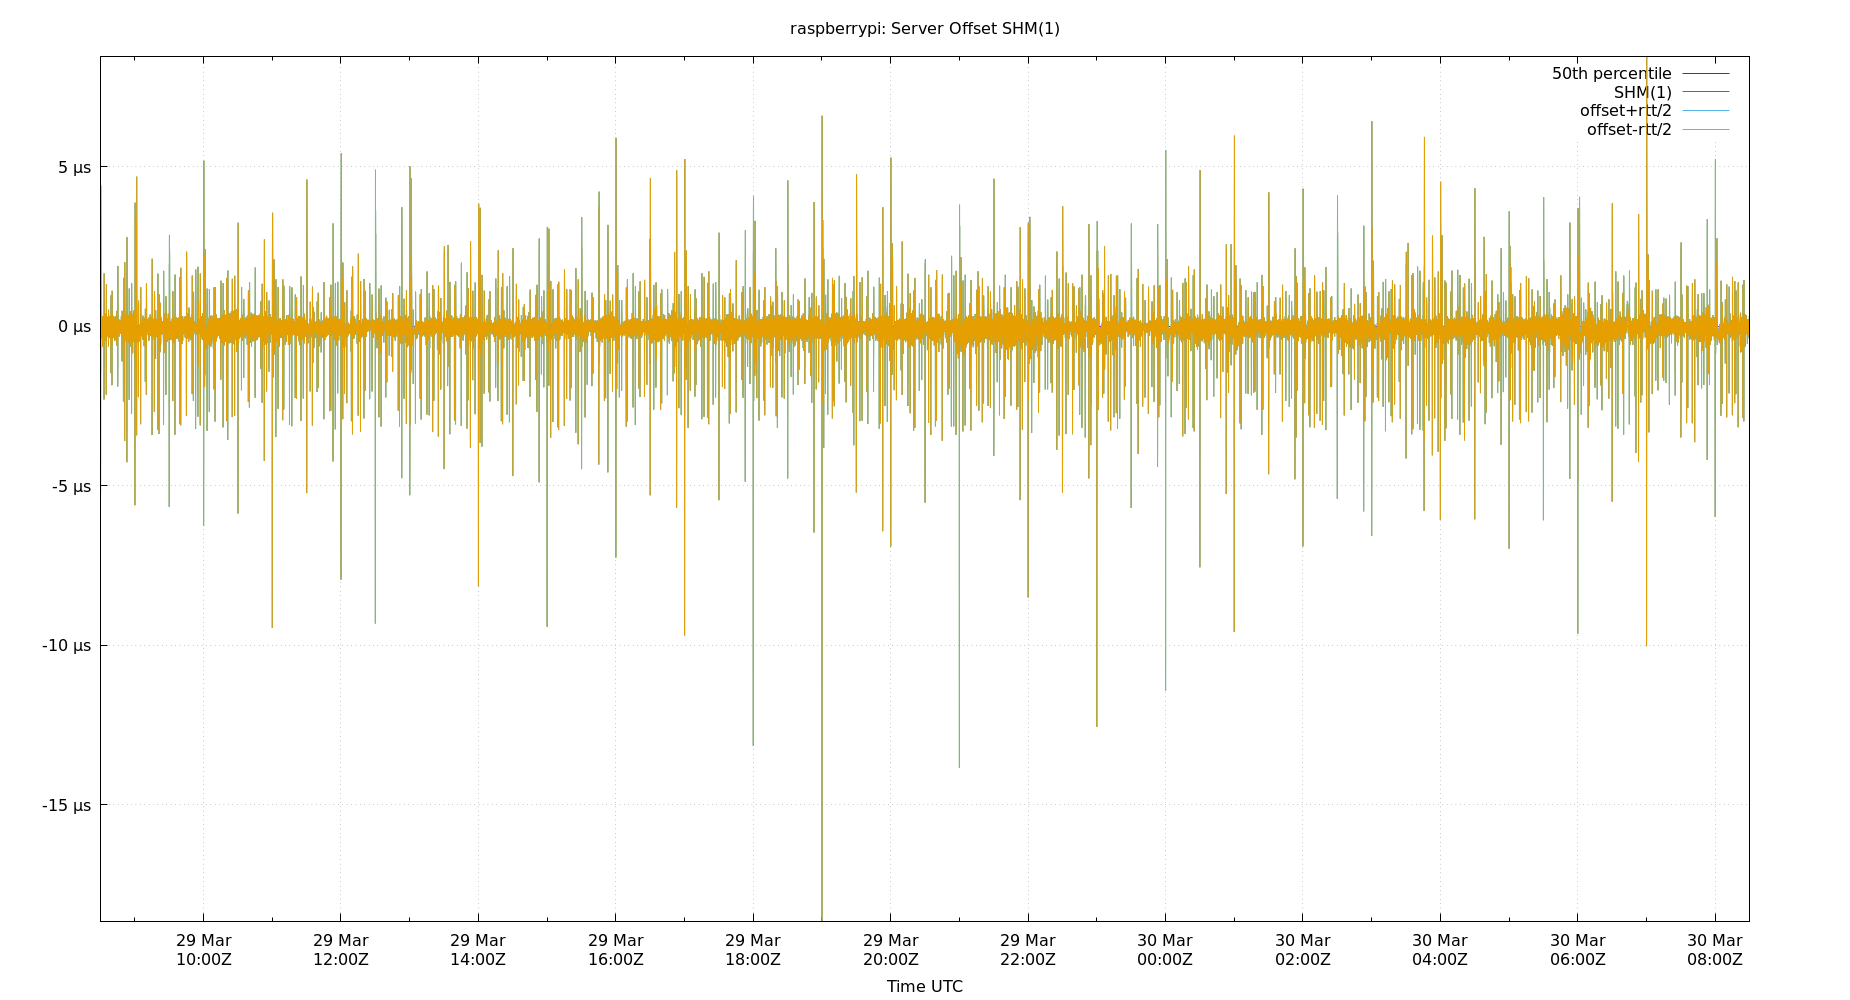 raspberrypi: Server Offset SHM(1)
50th percentile
SHM(1)
offset+rtt/2
offset-rtt/2
5 µs
0 µs
-5 µs
-10 µs
-15 µs
29 Mar 29 Mar 29 Mar 29 Mar 29 Mar 29 Mar 29 Mar 30 Mar 30 Mar 30 Mar 30 Mar 30 Mar
10:00Z 12:00Z 14:00Z 16:00Z 18:00Z 20:00Z 22:00Z 00:00Z 02:00Z 04:00Z 06:00Z 08:00Z
Time UTC